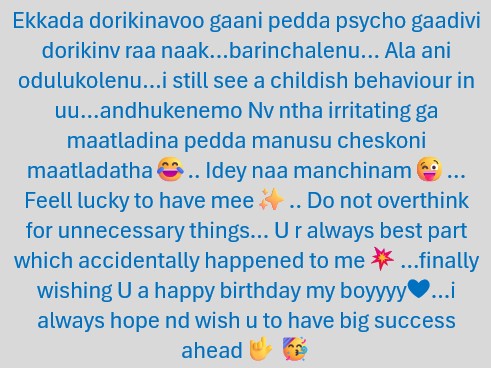 Ekkada dorikinavoo gaani pedda psycho gaadivi
dorikinv raa naak...barinchalenu... Ala ani
odulukolenu...i still see a childish behaviour in
uu...andhukenemo Nv ntha irritating ga
maatladina pedda manusu cheskoni
maatladatha😂.. Idey naa manchinam😜...
Feell lucky to have mee✨.. Do not overthink
for unnecessary things... U r always best part
which accidentally happened to me💥...finally
wishing U a happy birthday my boyyyy💙...i
always hope nd wish u to have big success
ahead🤟 🥳